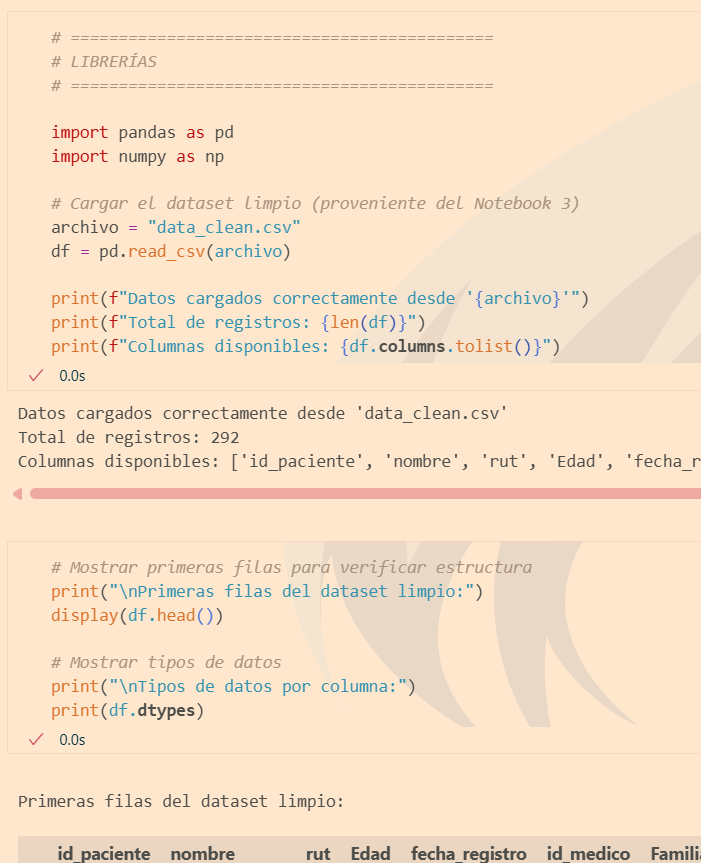 # ============================================
# LIBRERÍAS
# ============================================
import pandas as pd
import numpy as np
# Cargar el dataset limpio (proveniente del Notebook 3)
archivo = "data_clean.csv"
df = pd.read_csv(archivo)
print(f"Datos cargados correctamente desde '{archivo}'")
print(f"Total de registros: {len(df)}")
print(f"Columnas disponibles: {df.columns.tolist()}")
0.0s
Datos cargados correctamente desde 'data_clean.csv'
Total de registros: 292
Columnas disponibles: ['id_paciente', 'nombre', 'rut', 'Edad', 'fecha_r
# Mostrar primeras filas para verificar estructura
print("\nPrimeras filas del dataset limpio:")
display(df.head())
# Mostrar tipos de datos
print("\nTipos de datos por columna:")
print(df.dtypes)
0.0s
Primeras filas del dataset limpio:
id_paciente nombre rut Edad fecha_registro id_medico Familia